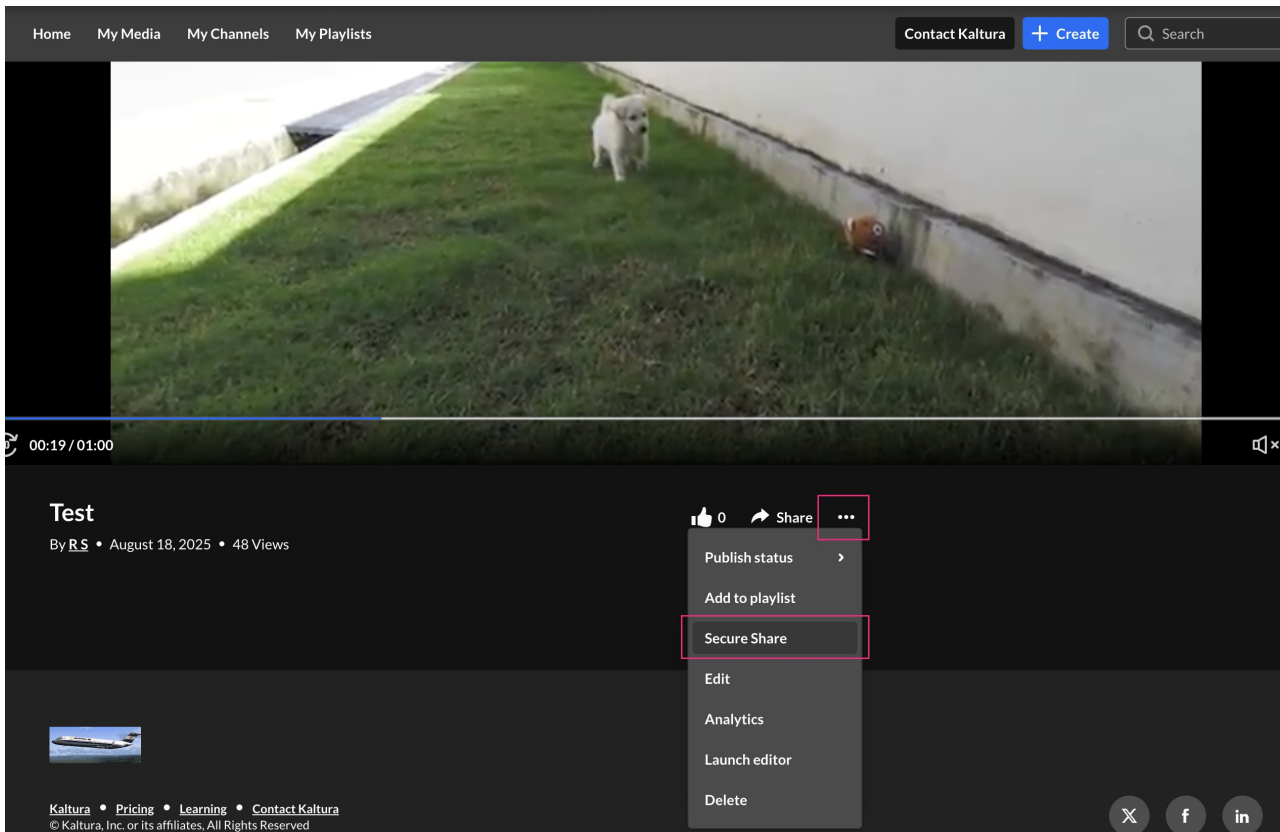 Home My Media My Channels My Playlists Contact Kaltura + Create Search
00:19 / 01:00
Test
0 Share •••
By R S • August 18, 2025 • 48 Views
Publish status
Add to playlist
Secure Share
Edit
Analytics
Launch editor
Delete
Kaltura • Pricing • Learning • Contact Kaltura
© Kaltura, Inc. or its affiliates, All Rights Reserved
X f in